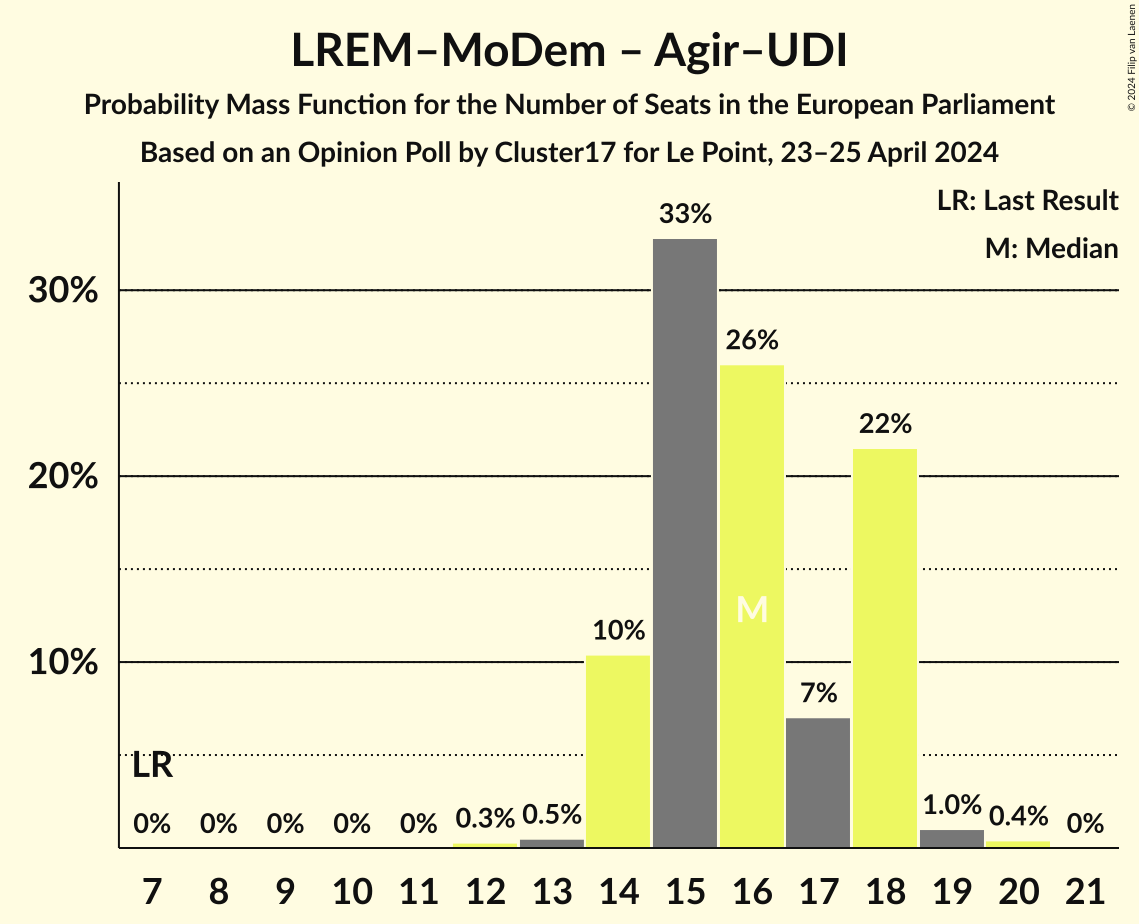 LREM–MoDem – Agir–UDI
Probability Mass Function for the Number of Seats in the European Parliament
Based on an Opinion Poll by Cluster17 for Le Point, 23–25 April 2024
© 2024 Filip van Laenen
LR: Last Result
M: Median
33%
30%
26%
22%
20%
M
10%
10%
7%
LR
0% 0% 0% 0% 0% 0.3% 0.5% 1.0% 0.4% 0%
7 8 9 10 11 12 13 14 15 16 17 18 19 20 21